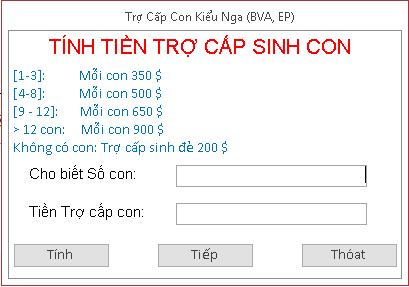 Trợ Cấp Con Kiểu Nga (BVA, EP)
TÍNH TIỀN TRỢ CẤP SINH CON
[1-3]: Mỗi con 350 $
[4-8]: Mỗi con 500 $
[9 - 12]: Mỗi con 650 $
> 12 con: Mỗi con 900 $
Không có con: Trợ cấp sinh đẻ 200 $
Cho biết Số con:
Tiền Trợ cấp con:
Tính Tiếp Thóat